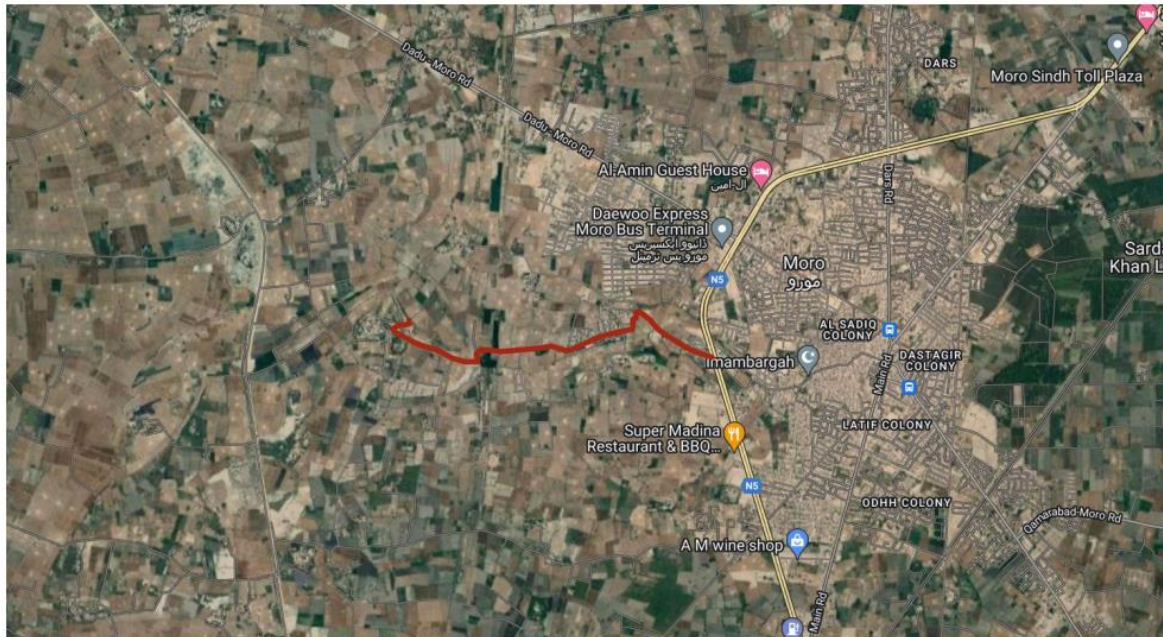 Dadu - Moro Rd
Dadu - Moro Rd
DARS
Moro Sindh Toll Plaza
Al-Amin Guest House
ال-امین
Dars Rd
Daewoo Express
Moro Bus Terminal
ڈائیوو ایکسپریس
مورو بس ٹرمینل
Moro
مورو
Sard
Khan L
N5
AL SADIQ
COLONY
imambargah
DASTAGIR
COLONY
Main Rd
Super Madina
Restaurant & BBQ...
LATIF COLONY
N5
ODHH COLONY
Qamarabad-Moro Rd
A M wine shop
Main Rd